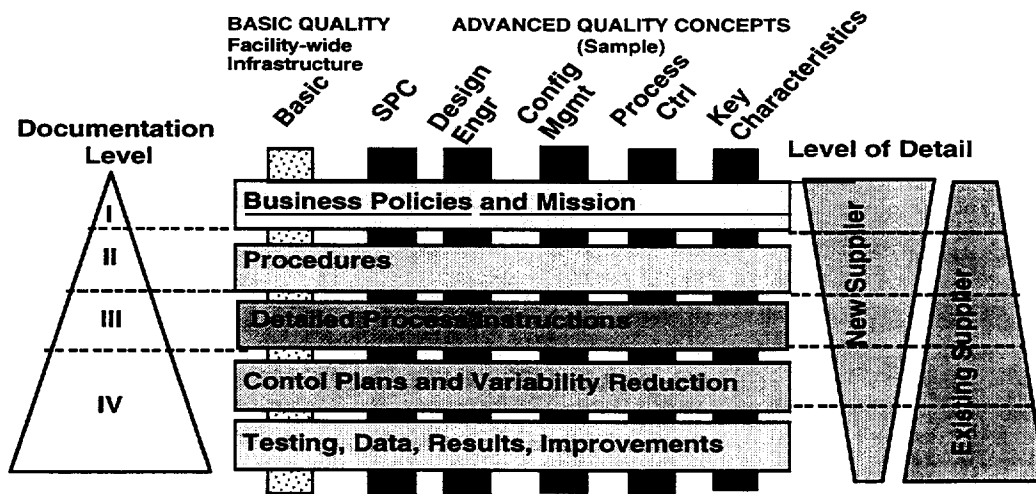 BASIC QUALITY
Facility-wide
Infrastructure
ADVANCED QUALITY CONCEPTS
(Sample)
Basic
SPC
Design
Engr
Config
Mgmt
Process
Ctrl
Key
Characteristics
Documentation
Level
Level of Detail
I
II
III
IV
Business Policies and Mission
Procedures
Detailed Process Instructions
Contol Plans and Variability Reduction
Testing, Data, Results, Improvements
New Supplier
Existing Supplier